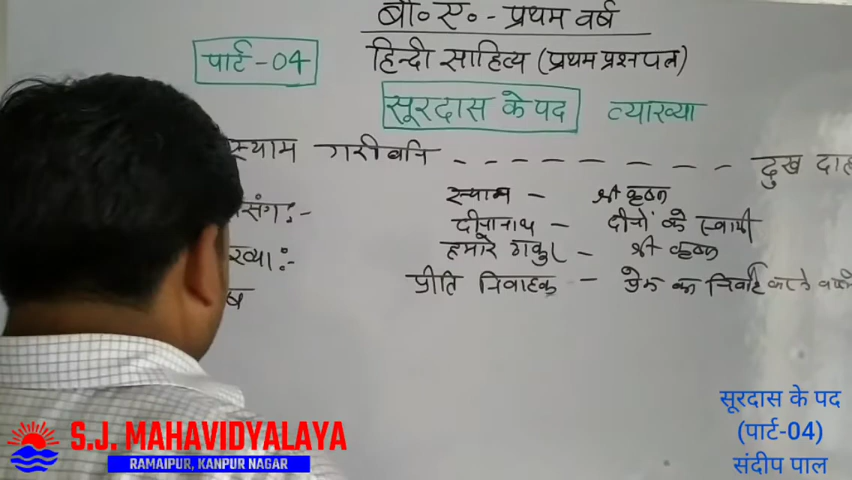 बी॰ ए॰ - प्रथम वर्ष
पार्ट - 04
हिन्दी साहित्य (प्रथम प्रश्नपत्र)
सूरदास के पद व्याख्या
स्याम गरीबनि - - - - - - - - दुख
स्याम - श्री कृष्ण
संग :-
दीनानाथ - दीनों के स्वामी
हमारे - श्री कृष्ण
ख्या :-
प्रीति निवाहक - प्रेम का निर्वाह करने
ष
S.J. MAHAVIDYALAYA
RAMAIPUR, KANPUR NAGAR
सूरदास के पद
(पार्ट-04)
संदीप पाल